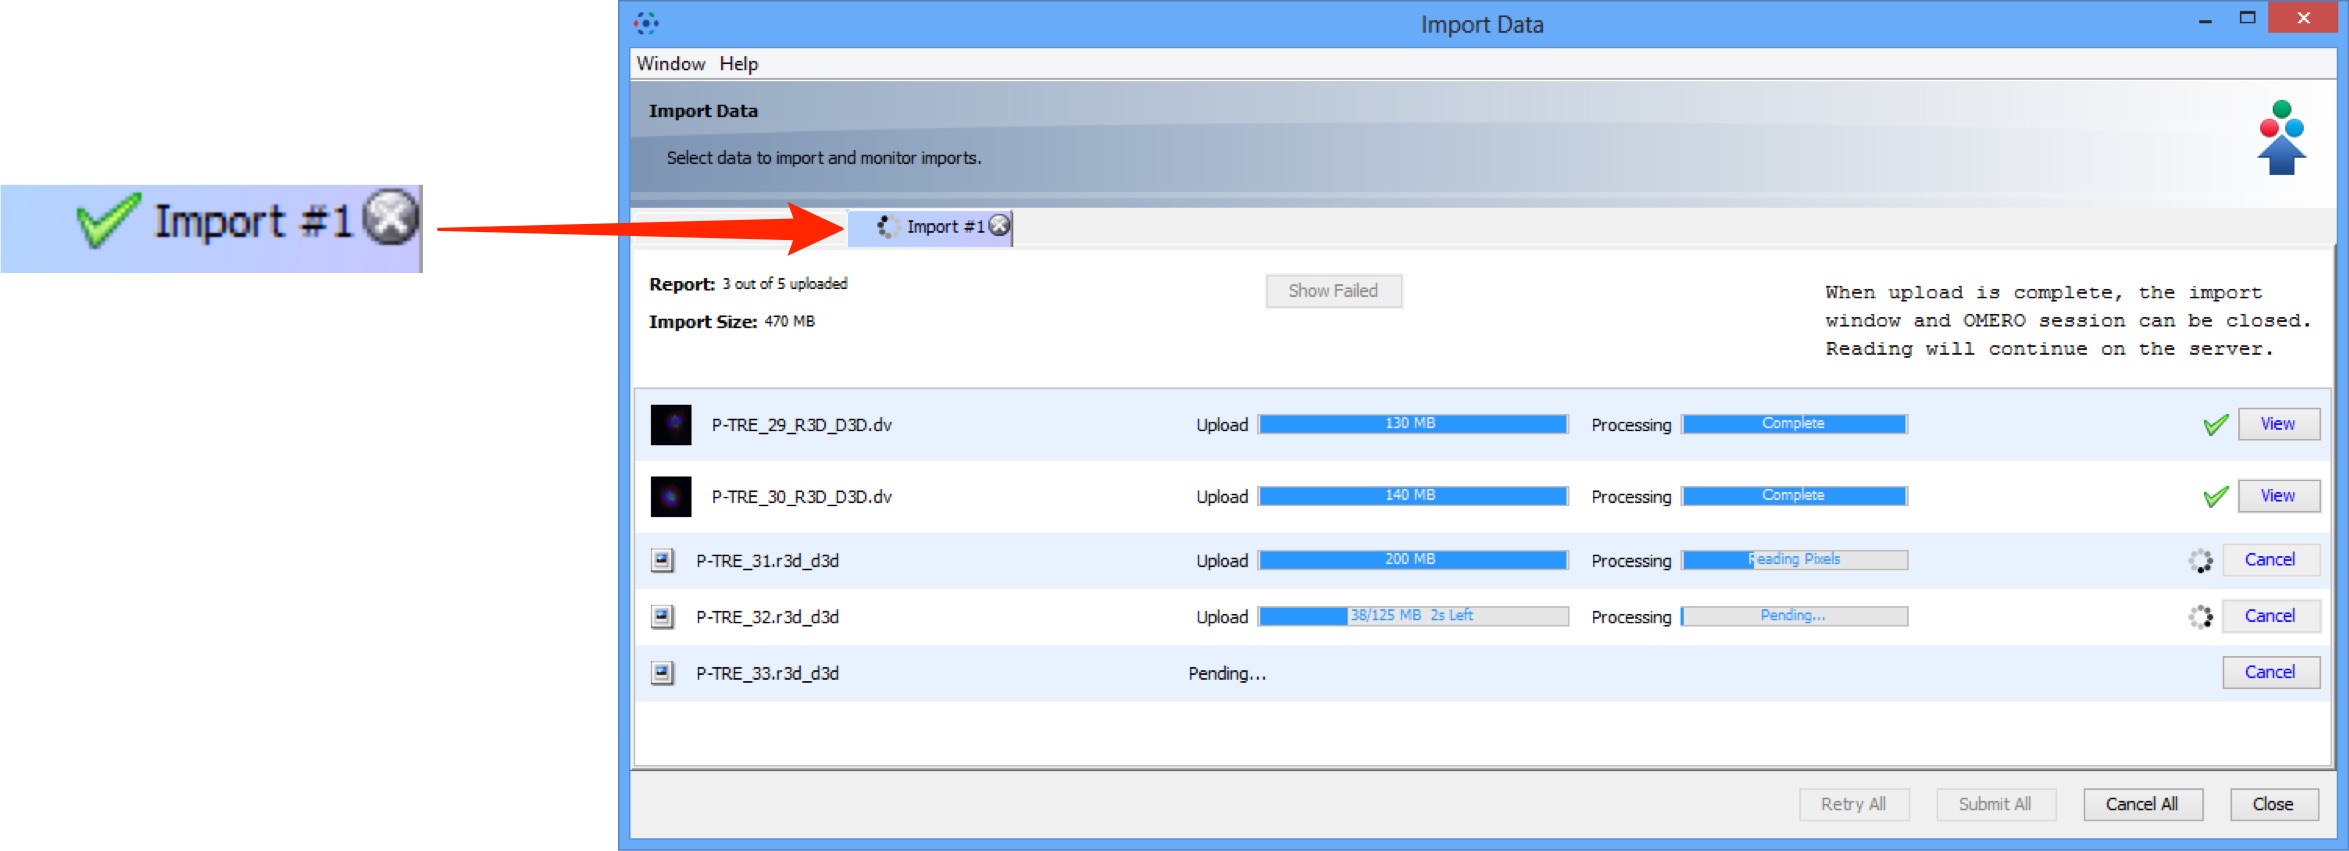 Import #1
Import Data
Window Help
Import Data
Select data to import and monitor imports.
Import #1
Report: 3 out of 5 uploaded
Show Failed
Import Size: 470 MB
When upload is complete, the import
window and OMERO session can be closed.
Reading will continue on the server.
P-TRE_29_R3D_D3D.dv Upload 130 MB Processing Complete View
P-TRE_30_R3D_D3D.dv Upload 140 MB Processing Complete View
P-TRE_31.r3d_d3d Upload 200 MB Processing Reading Pixels Cancel
P-TRE_32.r3d_d3d Upload 38/125 MB 2s Left Processing Pending... Cancel
P-TRE_33.r3d_d3d Pending... Cancel
Retry All Submit All Cancel All Close